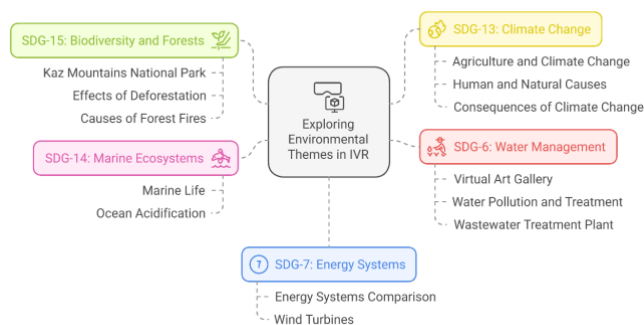 SDG-15: Biodiversity and Forests
Kaz Mountains National Park
Effects of Deforestation
Causes of Forest Fires
SDG-14: Marine Ecosystems
Marine Life
Ocean Acidification
Exploring
Environmental
Themes in IVR
SDG-13: Climate Change
Agriculture and Climate Change
Human and Natural Causes
Consequences of Climate Change
SDG-6: Water Management
Virtual Art Gallery
Water Pollution and Treatment
Wastewater Treatment Plant
7
SDG-7: Energy Systems
Energy Systems Comparison
Wind Turbines